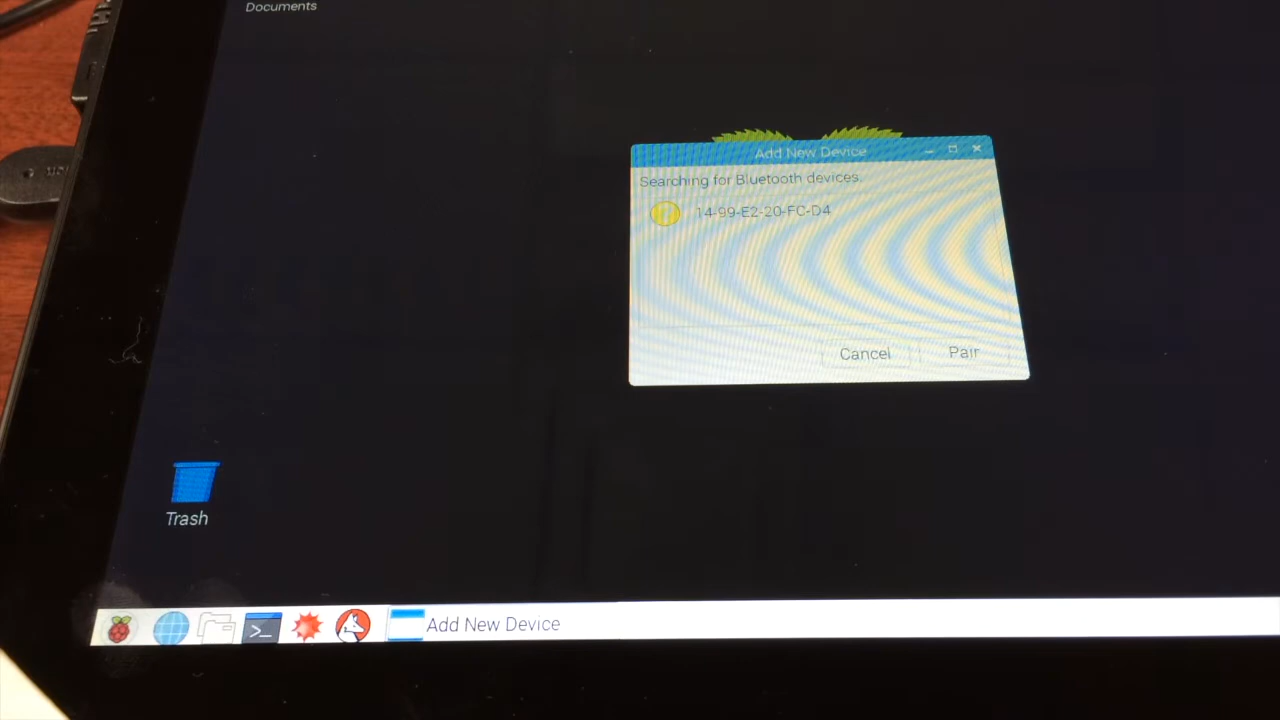 Documents
Add New Device
Searching for Bluetooth devices.
14-99-E2-20-FC-D4
Cancel
Pair
Trash
>_
Add New Device